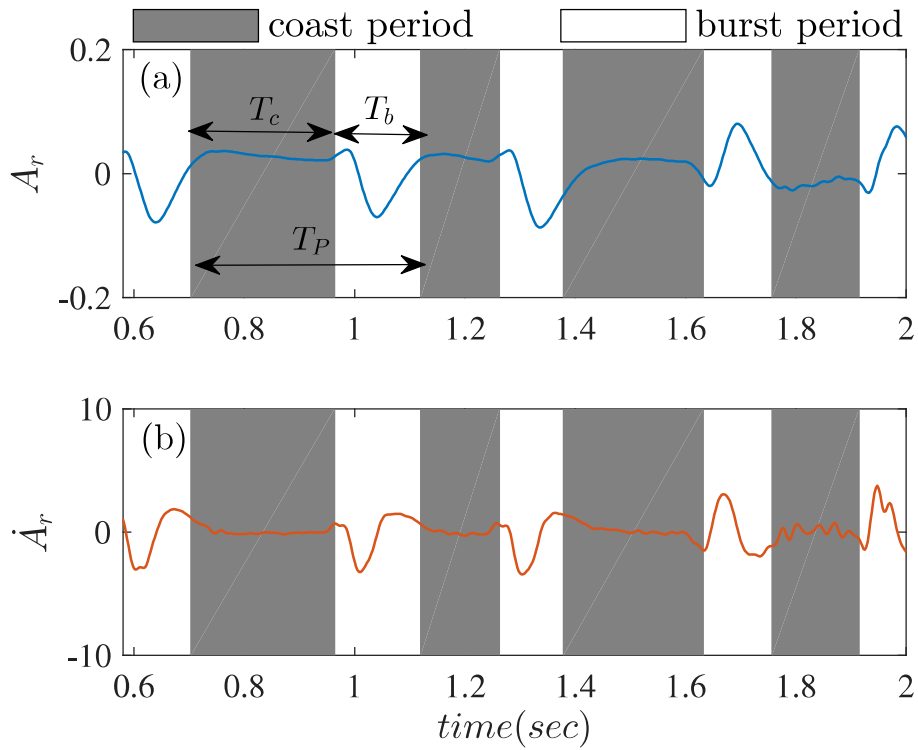 coast period burst period
0.2
(a)
T_c T_b
A_r
0
T_P
-0.2
0.6 0.8 1 1.2 1.4 1.6 1.8 2
10
(b)
Ȧ_r
0
-10
0.6 0.8 1 1.2 1.4 1.6 1.8 2
time(sec)